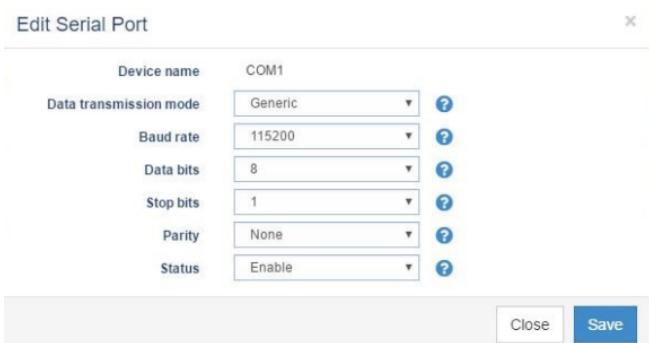 Edit Serial Port ×
Device name COM1
Data transmission mode Generic ?
Baud rate 115200 ?
Data bits 8 ?
Stop bits 1 ?
Parity None ?
Status Enable ?
Close Save